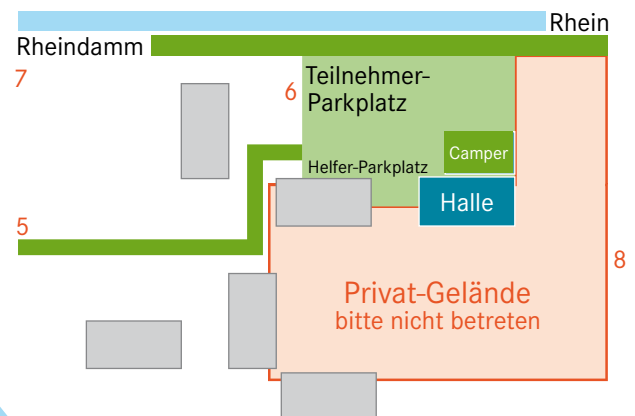 Rhein
Rheindamm
7
6
Teilnehmer-
Parkplatz
Camper
Helfer-Parkplatz
Halle
5
8
Privat-Gelände
bitte nicht betreten